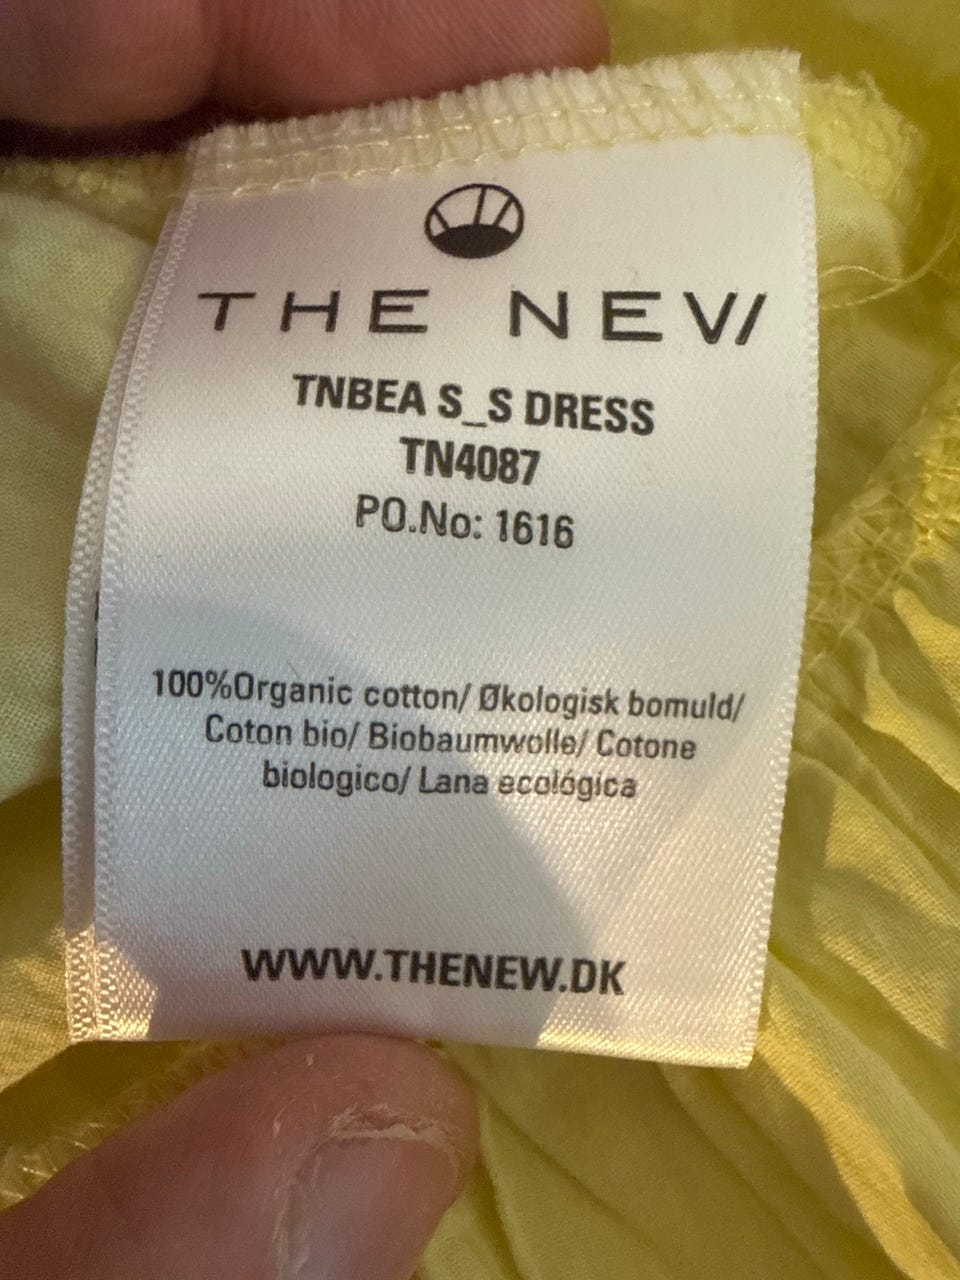 THE NEW
TNBEA S_S DRESS
TN4087
PO.No: 1616
100%Organic cotton/ Økologisk bomuld/
Coton bio/ Biobaumwolle/ Cotone
biologico/ Lana ecológica
WWW.THENEW.DK